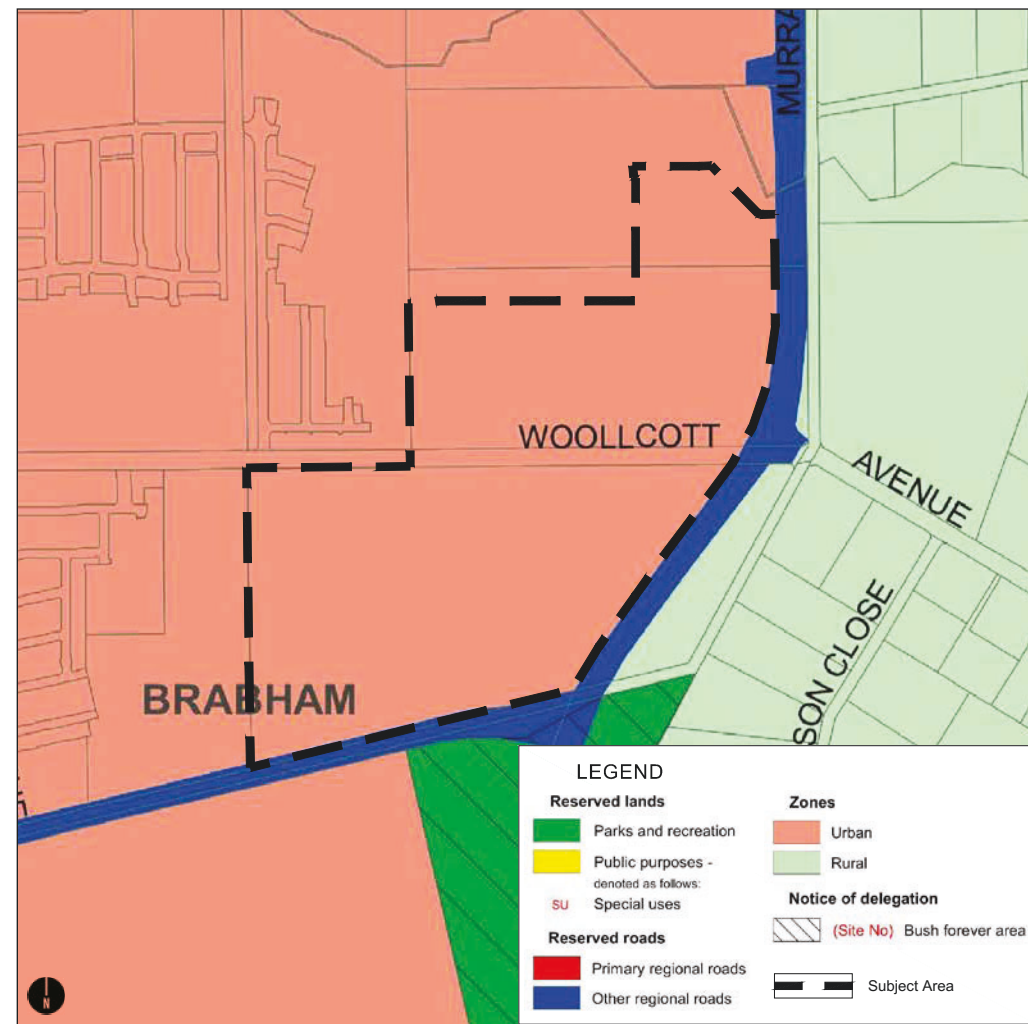 MURRA
WOOLLCOTT
AVENUE
SON CLOSE
BRABHAM
LEGEND
Reserved lands
Parks and recreation
Public purposes -
denoted as follows:
SU Special uses
Reserved roads
Primary regional roads
Other regional roads
Zones
Urban
Rural
Notice of delegation
(Site No) Bush forever area
Subject Area
N